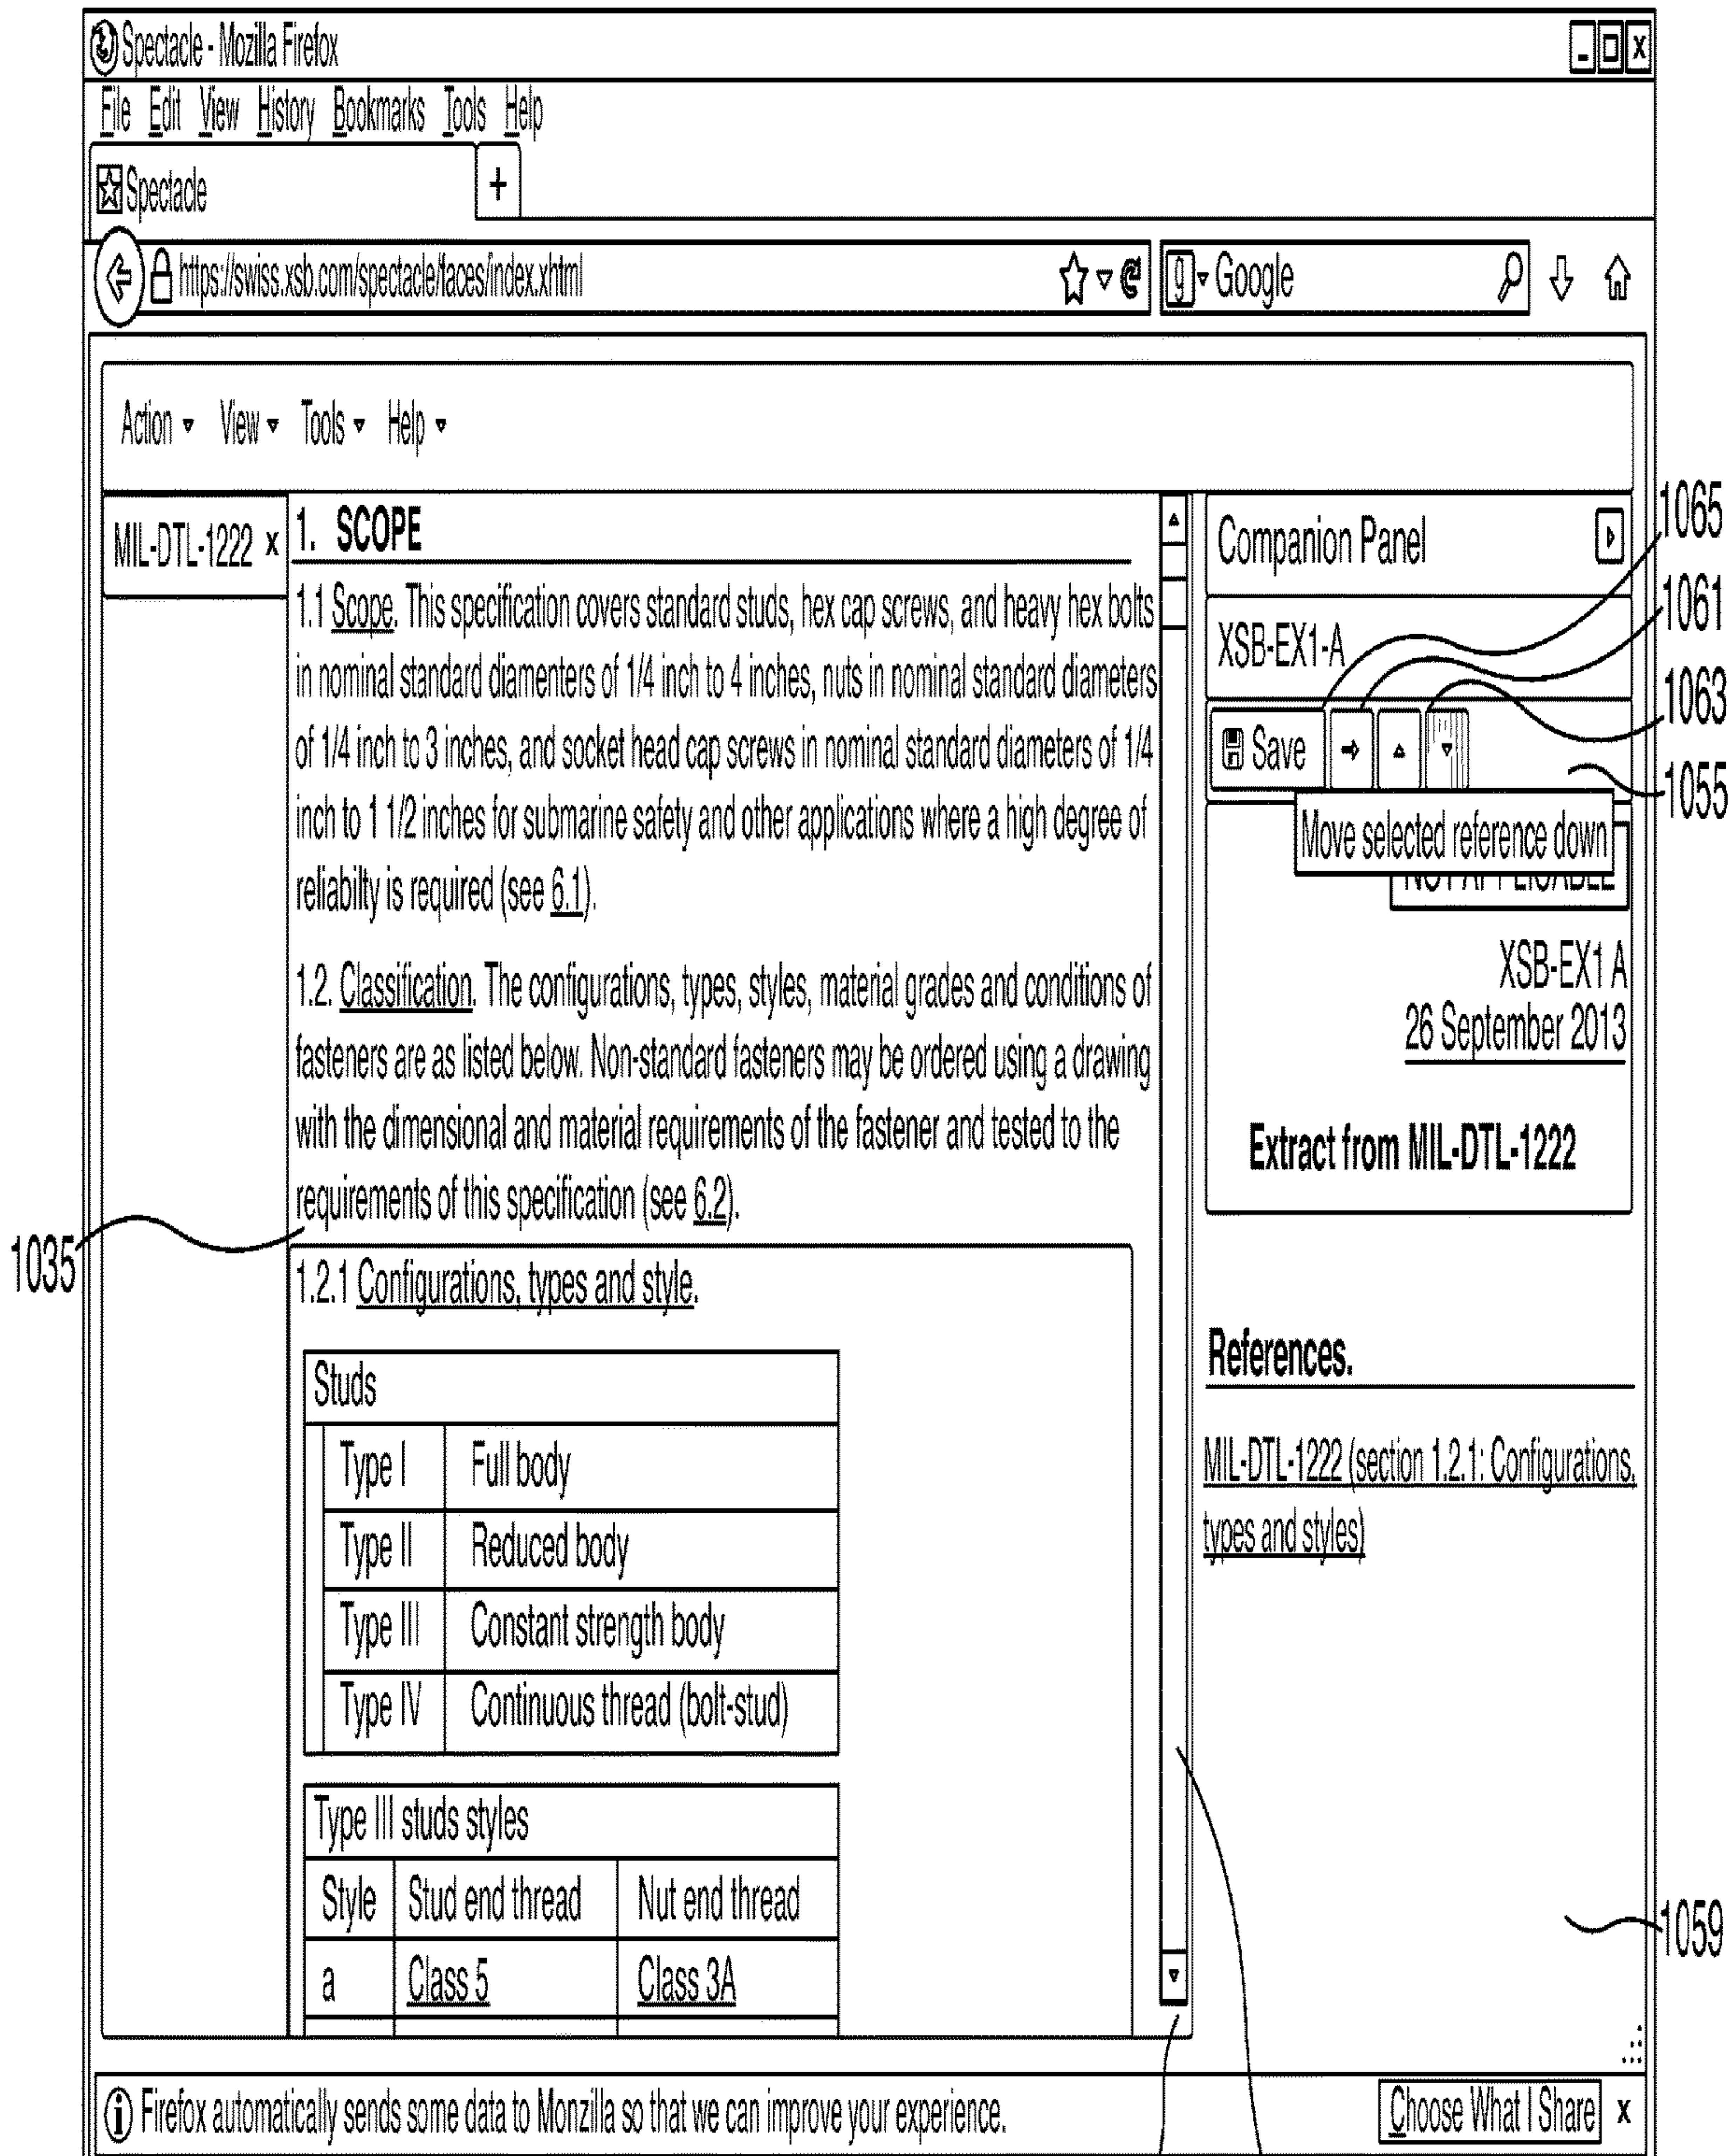 Spectacle - Mozilla Firefox
File Edit View History Bookmarks Tools Help
Spectacle +
https://swiss.xsb.com/spectacle/faces/index.xhtml
g Google
Action View Tools Help
MIL-DTL-1222 x
1. SCOPE
1.1 Scope. This specification covers standard studs, hex cap screws, and heavy hex bolts
in nominal standard diamenters of 1/4 inch to 4 inches, nuts in nominal standard diameters
of 1/4 inch to 3 inches, and socket head cap screws in nominal standard diameters of 1/4
inch to 1 1/2 inches for submarine safety and other applications where a high degree of
reliabilty is required (see 6.1).
1.2. Classification. The configurations, types, styles, material grades and conditions of
fasteners are as listed below. Non-standard fasteners may be ordered using a drawing
with the dimensional and material requirements of the fastener and tested to the
requirements of this specification (see 6.2).
1035
1.2.1 Configurations, types and style.
Studs
Type I Full body
Type II Reduced body
Type III Constant strength body
Type IV Continuous thread (bolt-stud)
Type III studs styles
Style Stud end thread Nut end thread
a Class 5 Class 3A
Companion Panel
XSB-EX1-A
Save
Move selected reference down
NOT APPLICABLE
XSB-EX1 A
26 September 2013
Extract from MIL-DTL-1222
References.
MIL-DTL-1222 (section 1.2.1: Configurations,
types and styles)
1065
1061
1063
1055
1059
Firefox automatically sends some data to Monzilla so that we can improve your experience.
Choose What I Share x